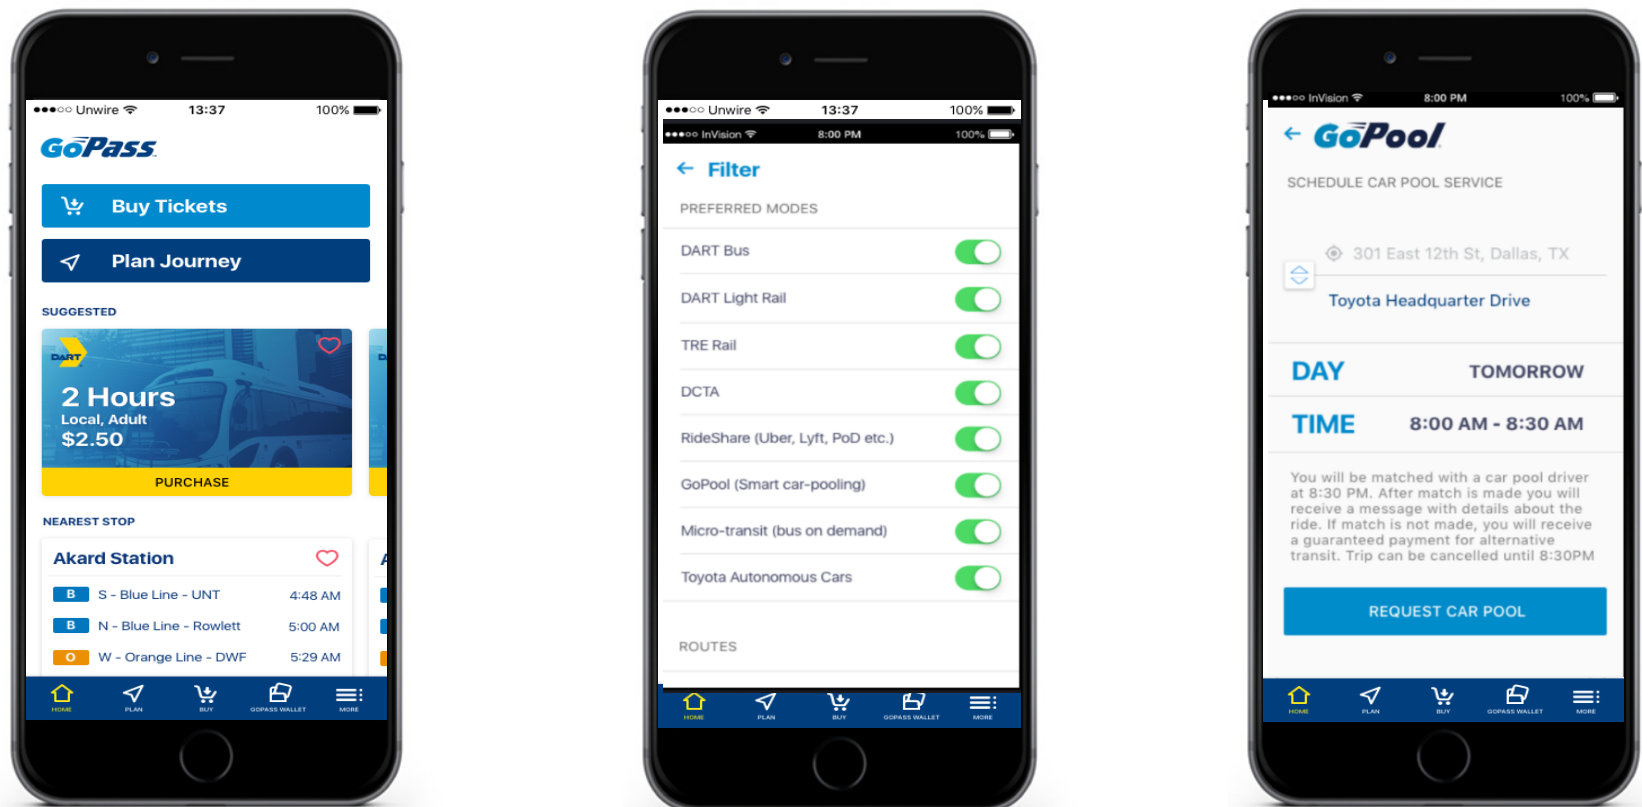 Unwire 13:37 100%
GoPass
Buy Tickets
Plan Journey
SUGGESTED
DART
2 Hours
Local, Adult
$2.50
PURCHASE
NEAREST STOP
Akard Station
B S - Blue Line - UNT 4:48 AM
B N - Blue Line - Rowlett 5:00 AM
O W - Orange Line - DWF 5:29 AM
HOME PLAN BUY GOPASS WALLET MORE
Unwire 13:37 100%
InVision 8:00 PM 100%
Filter
PREFERRED MODES
DART Bus
DART Light Rail
TRE Rail
DCTA
RideShare (Uber, Lyft, PoD etc.)
GoPool (Smart car-pooling)
Micro-transit (bus on demand)
Toyota Autonomous Cars
ROUTES
HOME PLAN BUY GOPASS WALLET MORE
InVision 8:00 PM 100%
GoPool
SCHEDULE CAR POOL SERVICE
301 East 12th St, Dallas, TX
Toyota Headquarter Drive
DAY TOMORROW
TIME 8:00 AM - 8:30 AM
You will be matched with a car pool driver
at 8:30 PM. After match is made you will
receive a message with details about the
ride. If match is not made, you will receive
a guaranteed payment for alternative
transit. Trip can be cancelled until 8:30PM
REQUEST CAR POOL
HOME PLAN BUY GOPASS WALLET MORE